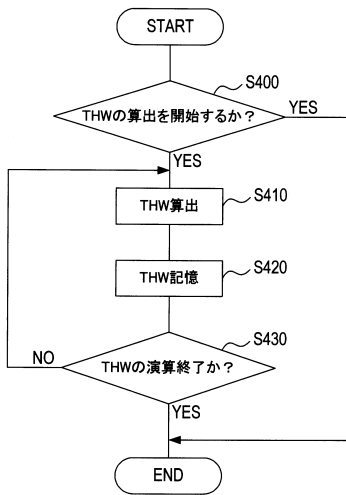 START
S400
THWの算出を開始するか?
YES
YES
THW算出
S410
THW記憶
S420
S430
THWの演算終了か?
NO
YES
END